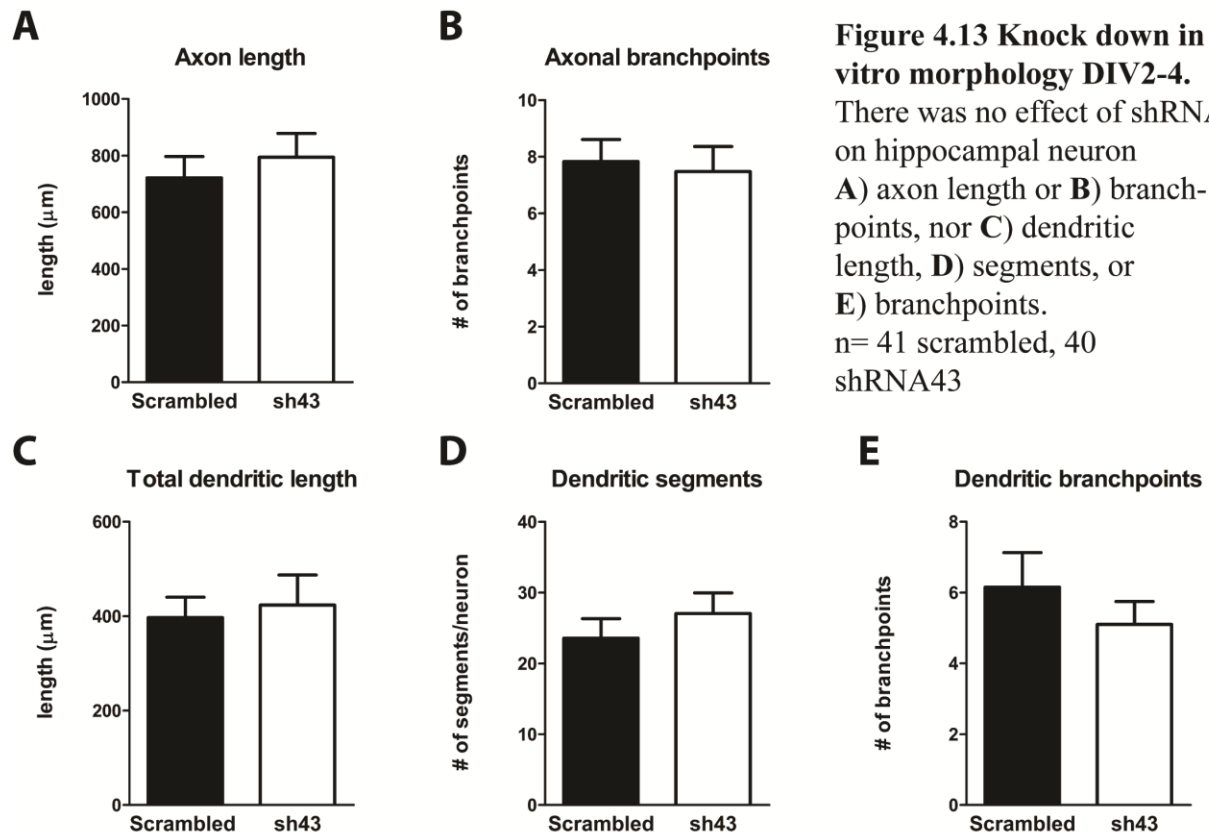 A
Axon length
length (μm)
1000
800
600
400
200
0
Scrambled
sh43
B
Axonal branchpoints
# of branchpoints
10
8
6
4
2
0
Scrambled
sh43
Figure 4.13 Knock down in
vitro morphology DIV2-4.
There was no effect of shRNA
on hippocampal neuron
A) axon length or B) branch-
points, nor C) dendritic
length, D) segments, or
E) branchpoints.
n= 41 scrambled, 40
shRNA43
C
Total dendritic length
length (μm)
600
400
200
0
Scrambled
sh43
D
Dendritic segments
# of segments/neuron
40
30
20
10
0
Scrambled
sh43
E
Dendritic branchpoints
# of branchpoints
8
6
4
2
0
Scrambled
sh43